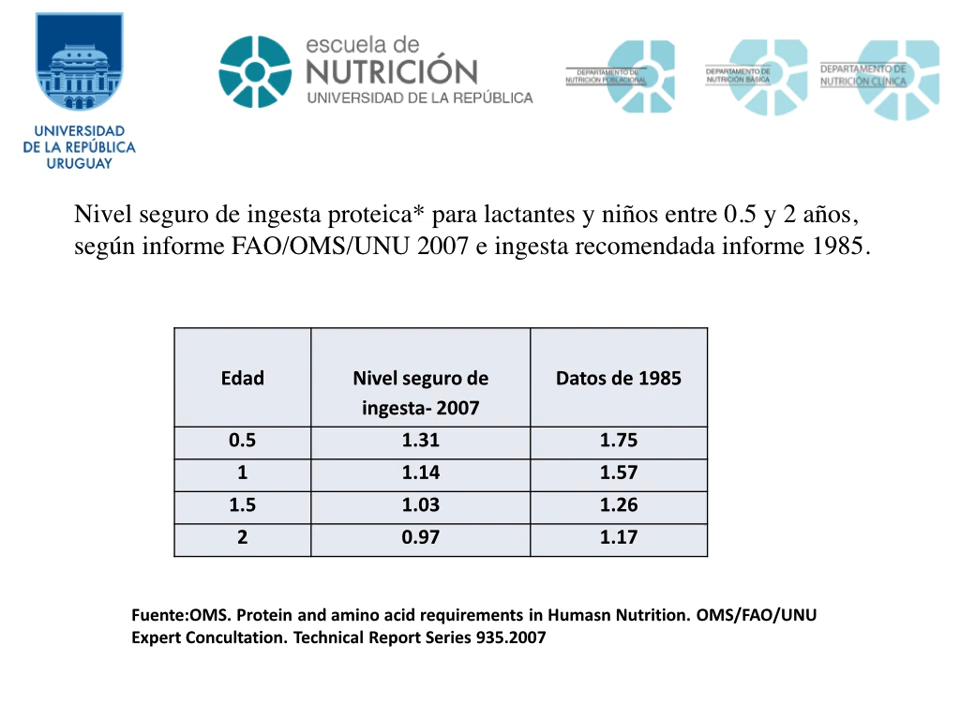 UNIVERSIDAD
DE LA REPÚBLICA
URUGUAY
escuela de
NUTRICIÓN
UNIVERSIDAD DE LA REPÚBLICA
DEPARTAMENTO DE
NUTRICIÓN POBLACIONAL
DEPARTAMENTO DE
NUTRICIÓN BÁSICA
DEPARTAMENTO DE
NUTRICIÓN CLÍNICA
Nivel seguro de ingesta proteica* para lactantes y niños entre 0.5 y 2 años,
según informe FAO/OMS/UNU 2007 e ingesta recomendada informe 1985.
Edad Nivel seguro de Datos de 1985
ingesta- 2007
0.5 1.31 1.75
1 1.14 1.57
1.5 1.03 1.26
2 0.97 1.17
Fuente:OMS. Protein and amino acid requirements in Humasn Nutrition. OMS/FAO/UNU
Expert Concultation. Technical Report Series 935.2007